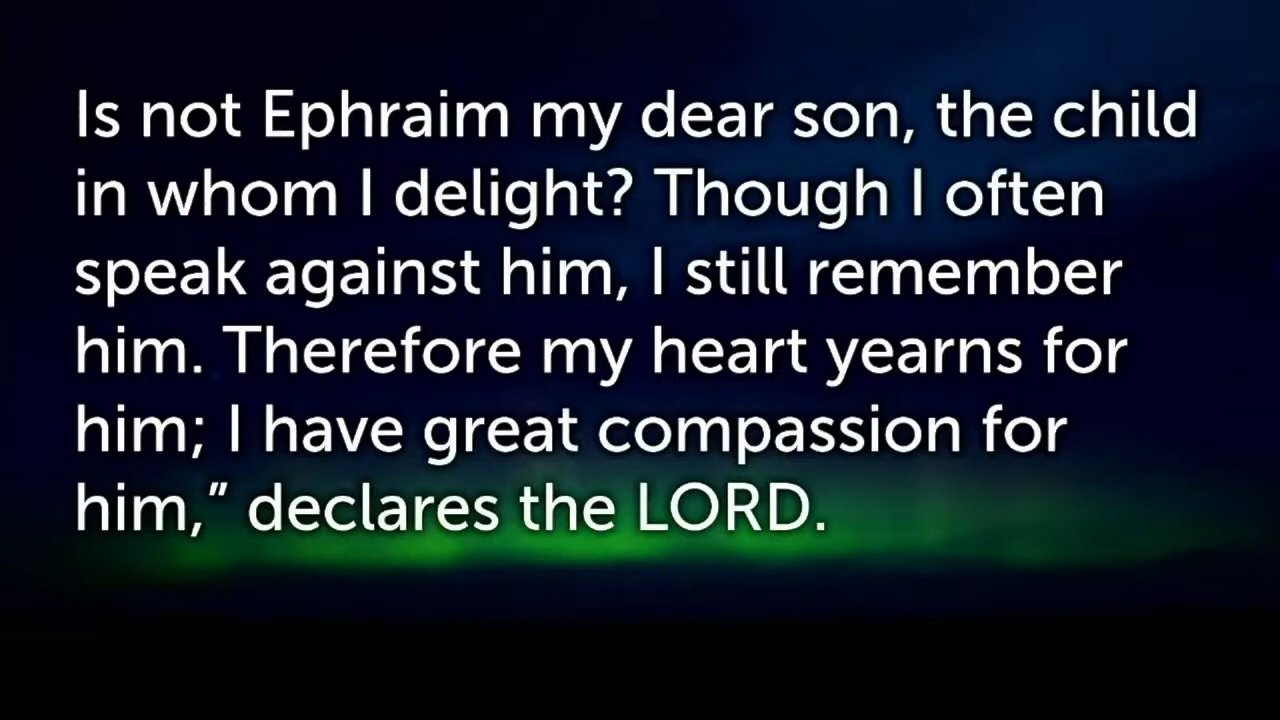 Is not Ephraim my dear son, the child
in whom I delight? Though I often
speak against him, I still remember
him. Therefore my heart yearns for
him; I have great compassion for
him,” declares the LORD.